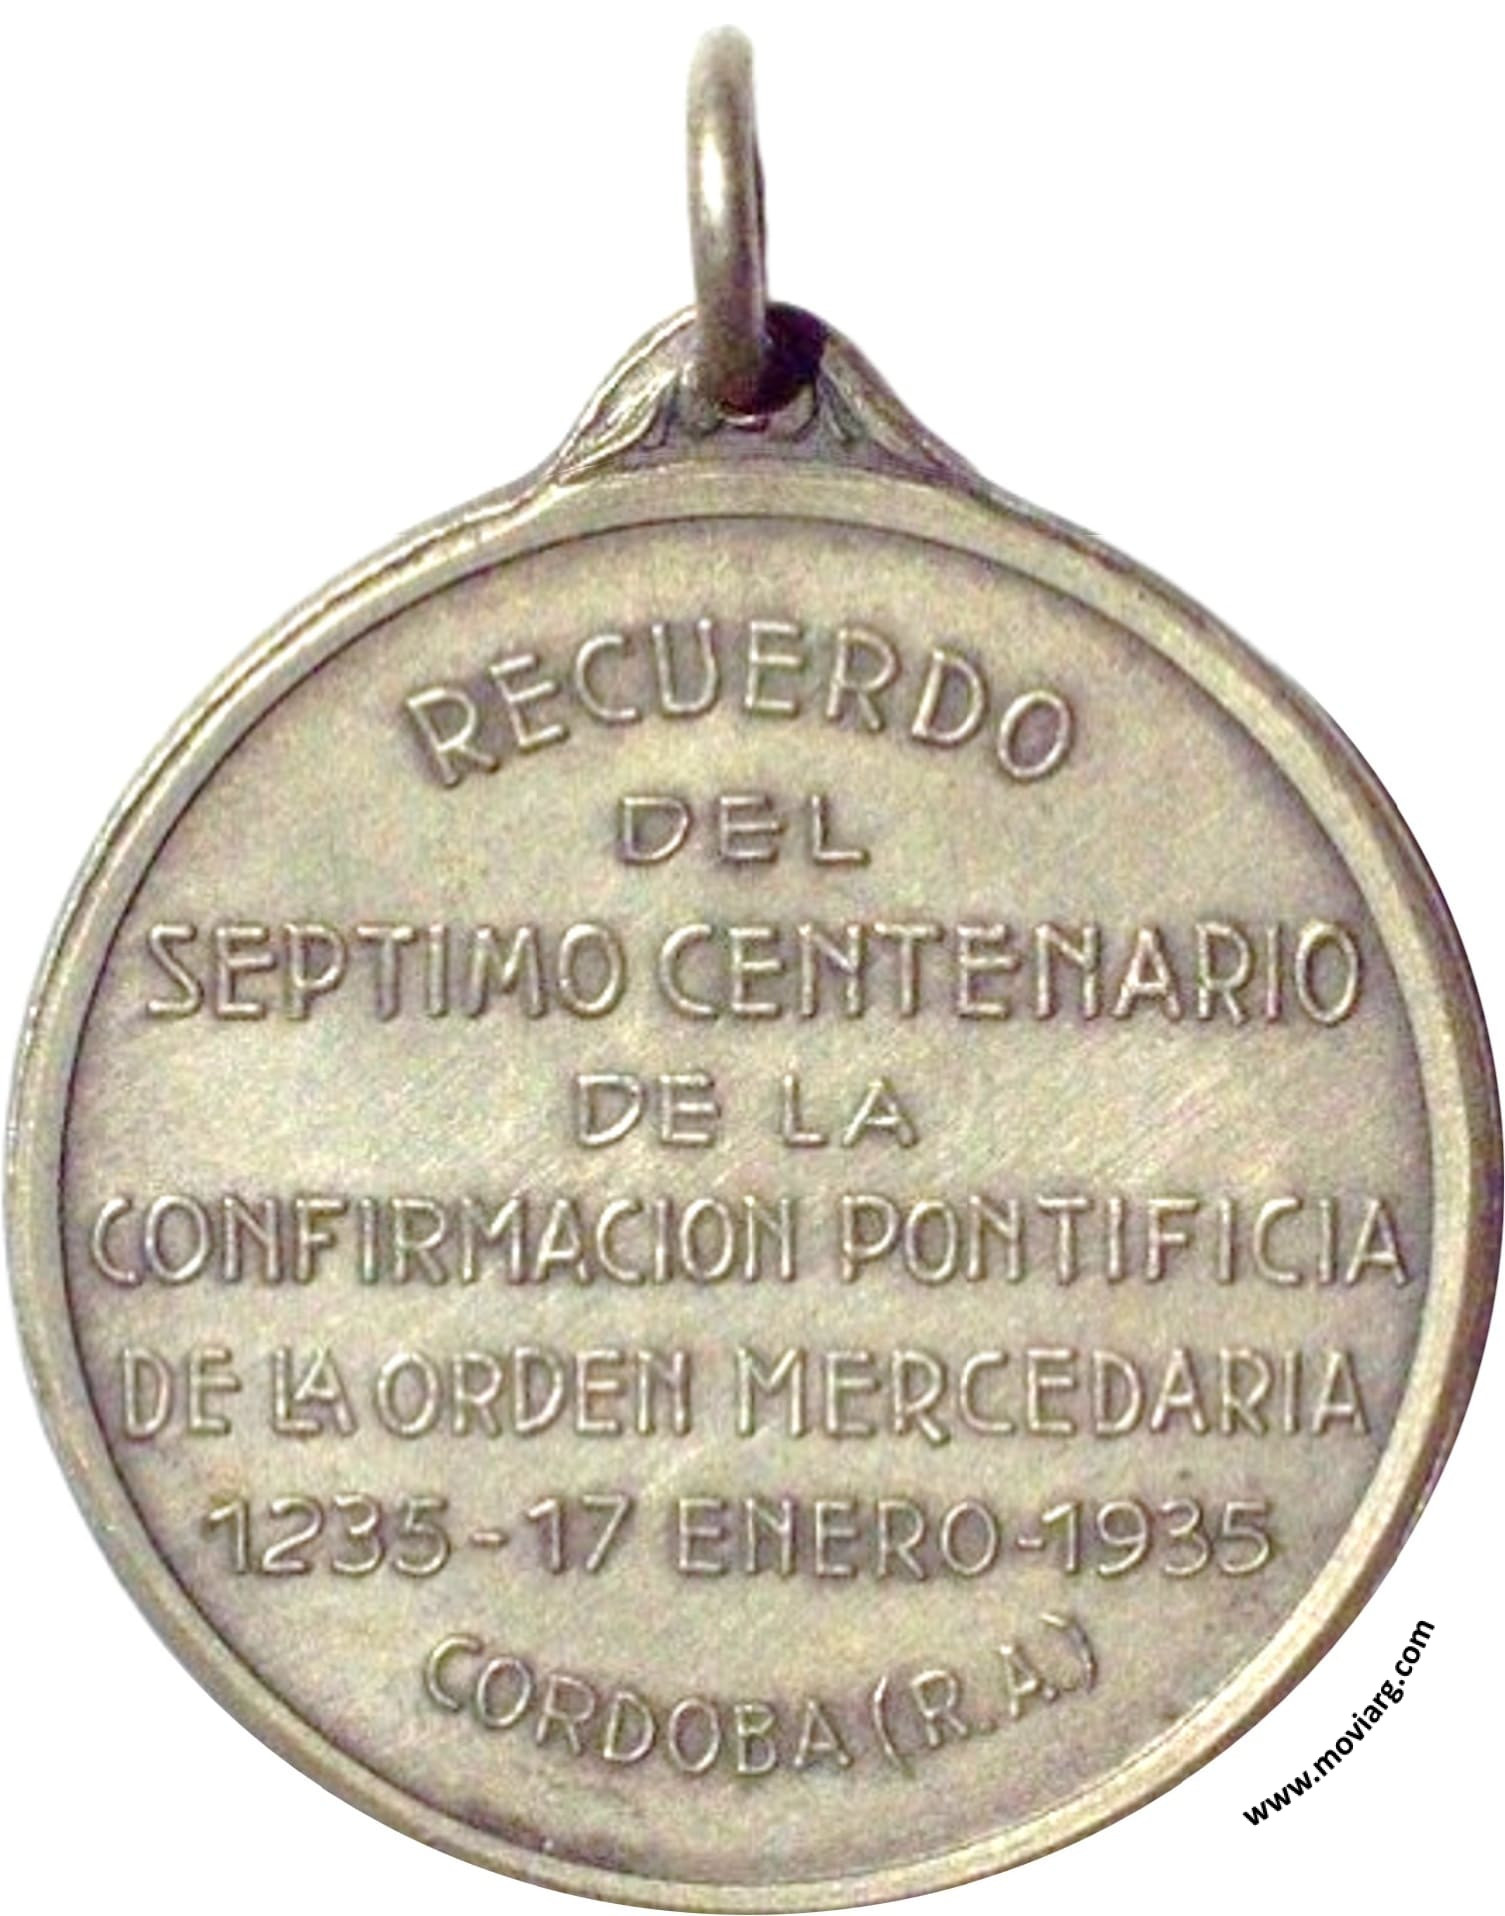 RECUERDO
DEL
SEPTIMO CENTENARIO
DE LA
CONFIRMACION PONTIFICIA
DE LA ORDEN MERCEDARIA
1235-17 ENERO-1935
CORDOBA (R.A.)
www.moviarg.com